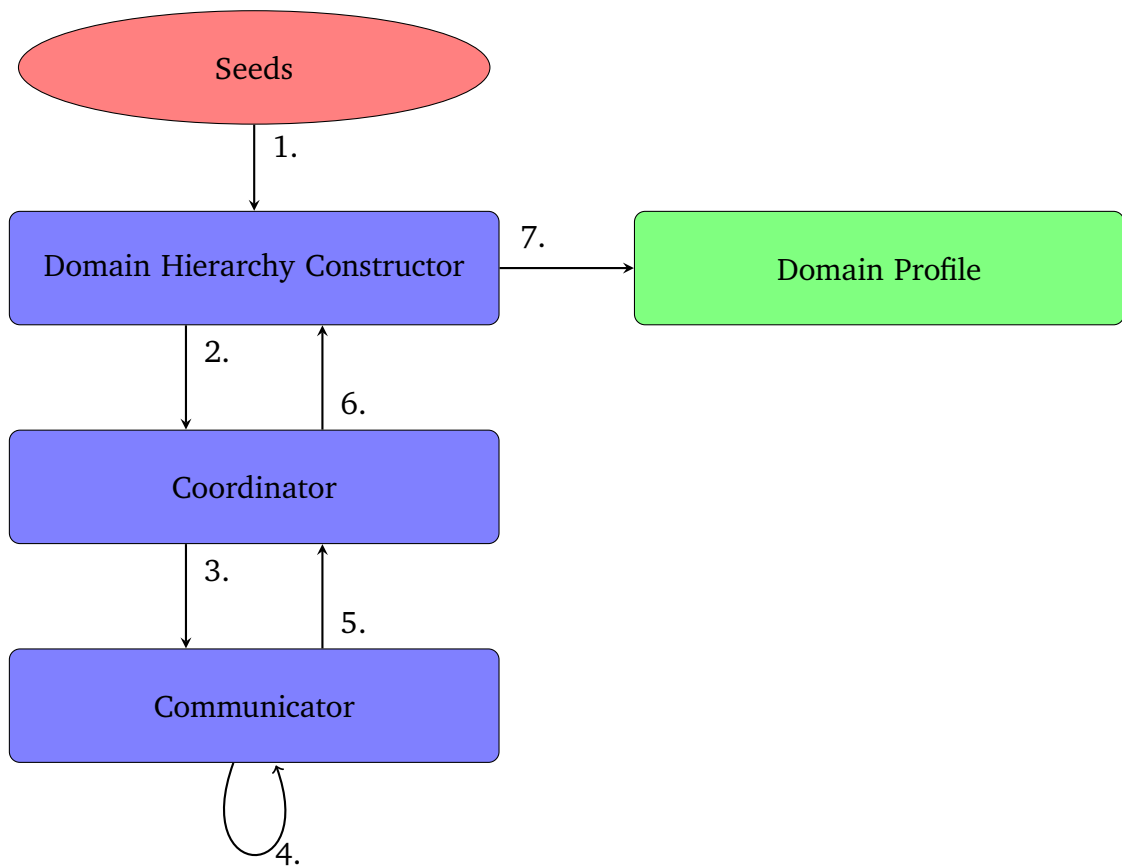 Seeds
1.
Domain Hierarchy Constructor
7.
Domain Profile
2.
6.
Coordinator
3.
5.
Communicator
4.